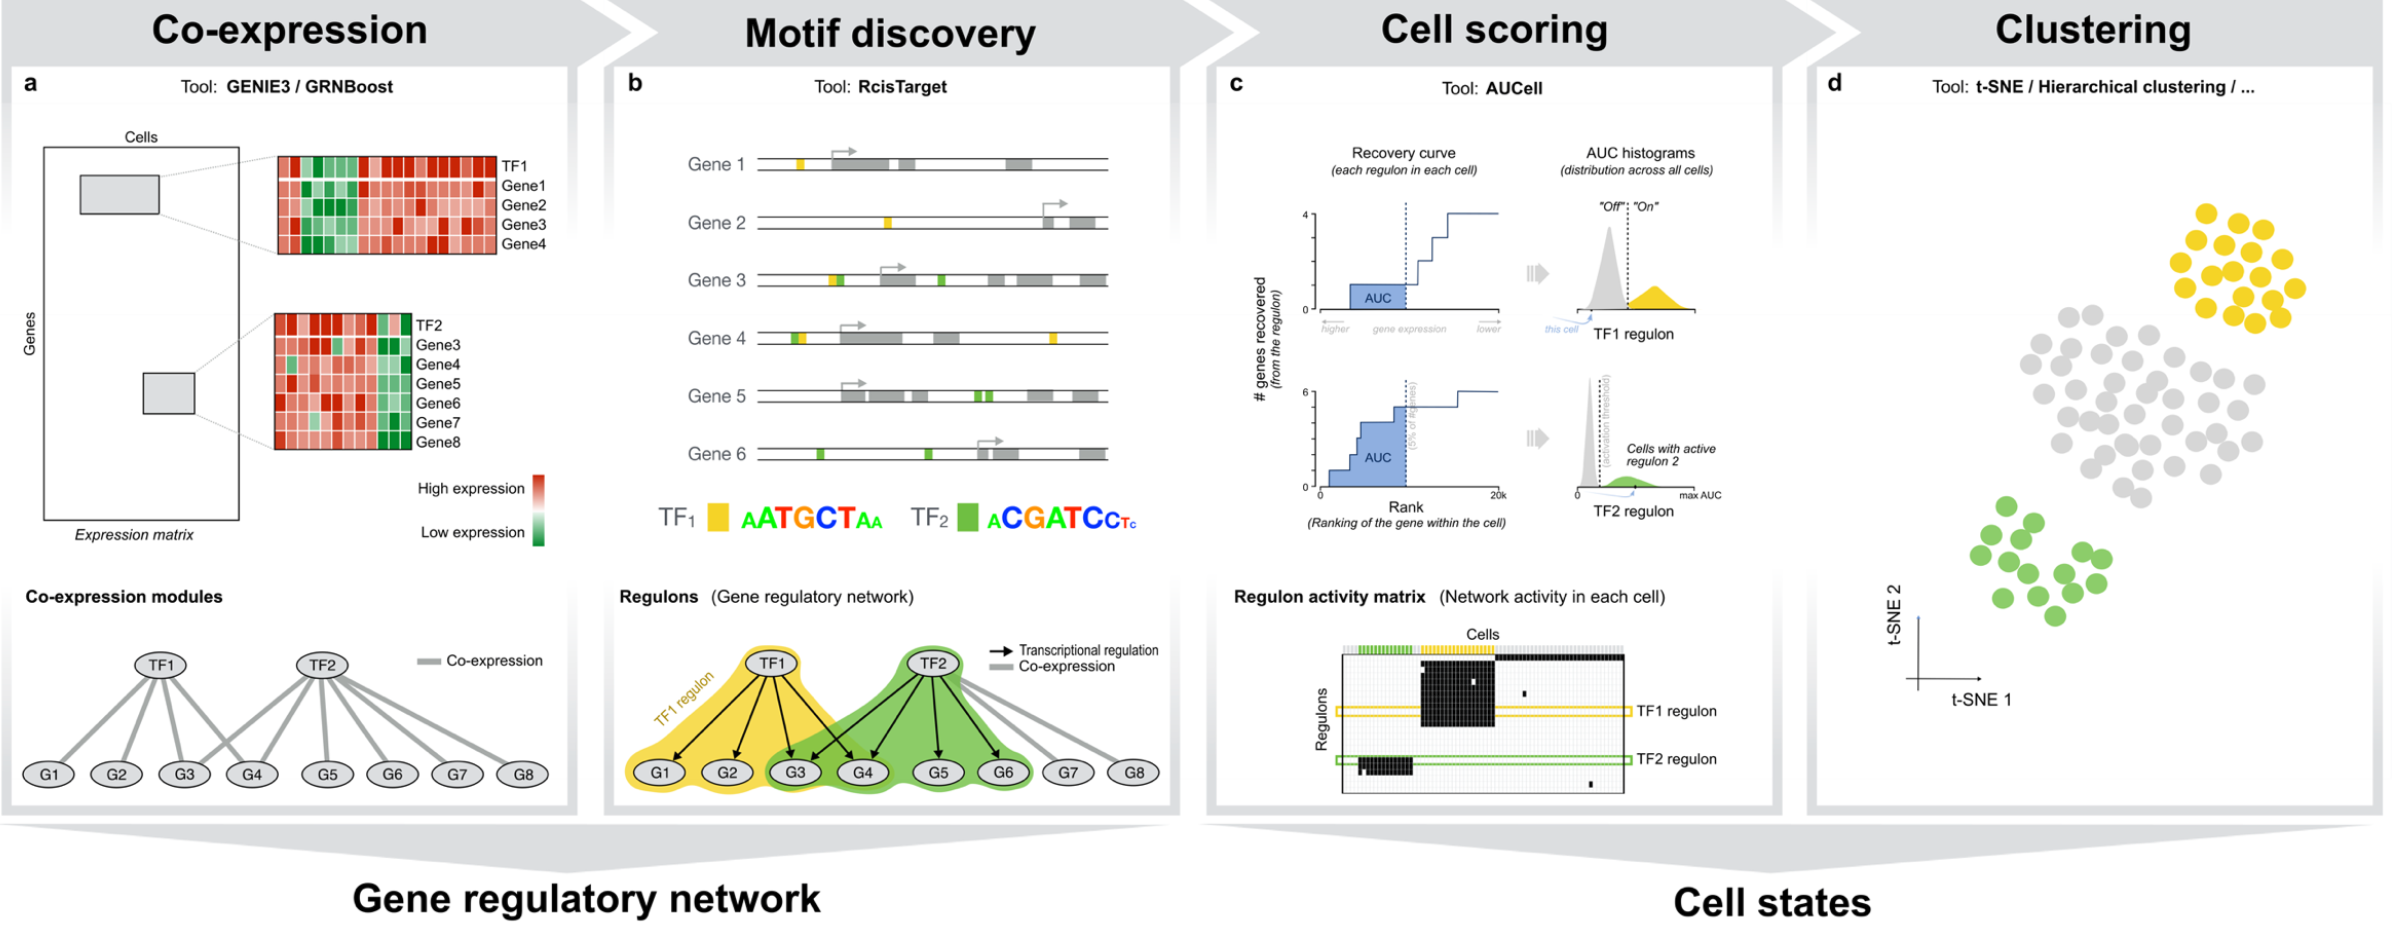 Co-expression
Motif discovery
Cell scoring
Clustering
a
Tool: GENIE3 / GRNBoost
Cells
Genes
TF1
Gene1
Gene2
Gene3
Gene4
TF2
Gene3
Gene4
Gene5
Gene6
Gene7
Gene8
High expression
Low expression
Expression matrix
Co-expression modules
TF1
TF2
Co-expression
G1
G2
G3
G4
G5
G6
G7
G8
b
Tool: RcisTarget
Gene 1
Gene 2
Gene 3
Gene 4
Gene 5
Gene 6
TF1 AATGCTAA
TF2 ACGATCCTC
Regulons (Gene regulatory network)
TF1
TF2
Transcriptional regulation
Co-expression
TF1 regulon
G1
G2
G3
G4
G5
G6
G7
G8
c
Tool: AUCell
Recovery curve
(each regulon in each cell)
AUC histograms
(distribution across all cells)
# genes recovered
(from the regulon)
4
0
AUC
higher
gene expression
lower
"Off"
"On"
this cell
TF1 regulon
6
0
AUC
(5% of #genes)
0
20k
Rank
(Ranking of the gene within the cell)
(activation threshold)
Cells with active
regulon 2
0
max AUC
TF2 regulon
Regulon activity matrix (Network activity in each cell)
Cells
Regulons
TF1 regulon
TF2 regulon
d
Tool: t-SNE / Hierarchical clustering / ...
t-SNE 2
t-SNE 1
Gene regulatory network
Cell states